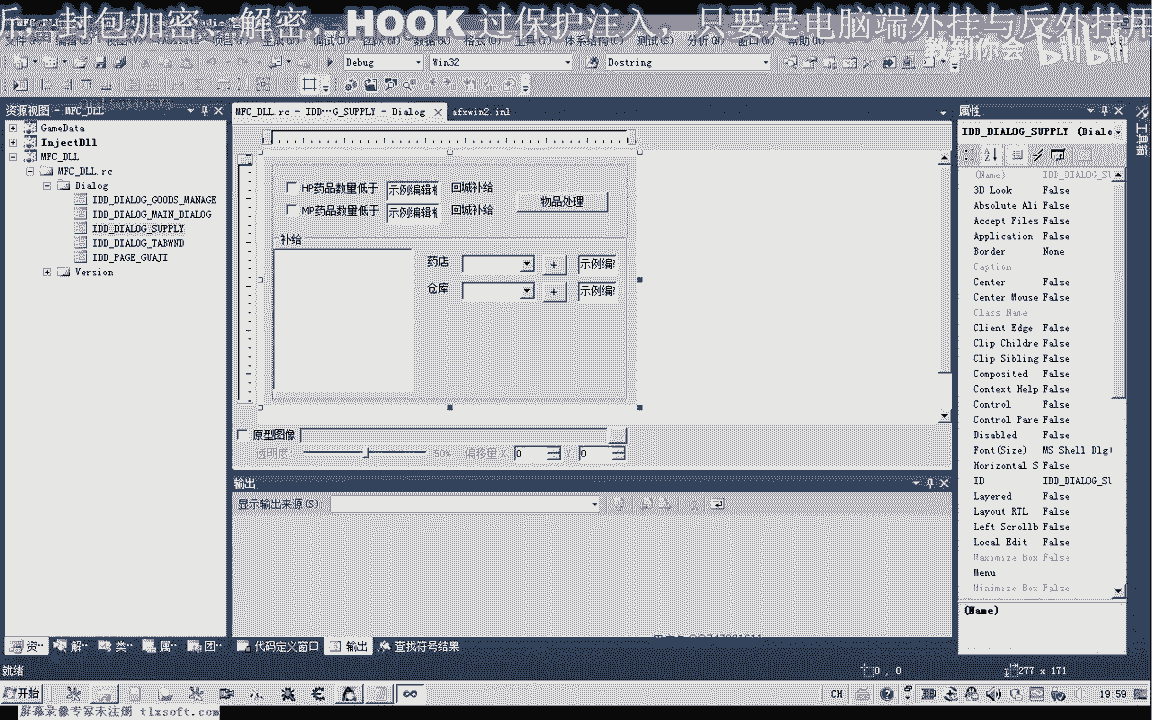 后, 封包加密、解密, HOOK 过保护注入, 只要是电脑端外挂与反外挂用
教到你会 bilibili
Debug Win32 Dostring
资源视图 - MFC_DLL
GameData
InjectDll
MFC_DLL
MFC_DLL.rc
Dialog
IDD_DIALOG_GOODS_MANAGE
IDD_DIALOG_MAIN_DIALOG
IDD_DIALOG_SUPPLY
IDD_DIALOG_TABWND
IDD_PAGE_GUAJI
Version
MFC_DLL.rc - IDD···G_SUPPLY - Dialog
afxwin2.inl
HP药品数量低于 示例编辑 回城补给
MP药品数量低于 示例编辑 回城补给
物品处理
补给
药店 + 示例编
仓库 + 示例编
原型图像
透明度: 50% 偏移量 X: 0 Y: 0
输出
显示输出来源(S):
属性
工具箱
IDD_DIALOG_SUPPLY (Dialo
(Name) IDD_DIALOG_SU
3D Look False
Absolute Ali False
Accept Files False
Application False
Border None
Caption
Center False
Center Mouse False
Class Name
Client Edge False
Clip Childre False
Clip Sibling False
Composited False
Context Help False
Control False
Control Pare False
Disabled False
Font(Size) MS Shell Dlg(
Horizontal S False
ID IDD_DIALOG_SU
Layered False
Layout RTL False
Left Scrollb False
Local Edit False
Maximize Box False
Menu
Minimize Box False
(Name)
资··· 解··· 类··· 属··· 团···
代码定义窗口 输出 查找符号结果
就绪
0 , 0
277 x 171
开始
CH
19:59
屏幕录像专家未注册 tlxsoft.com